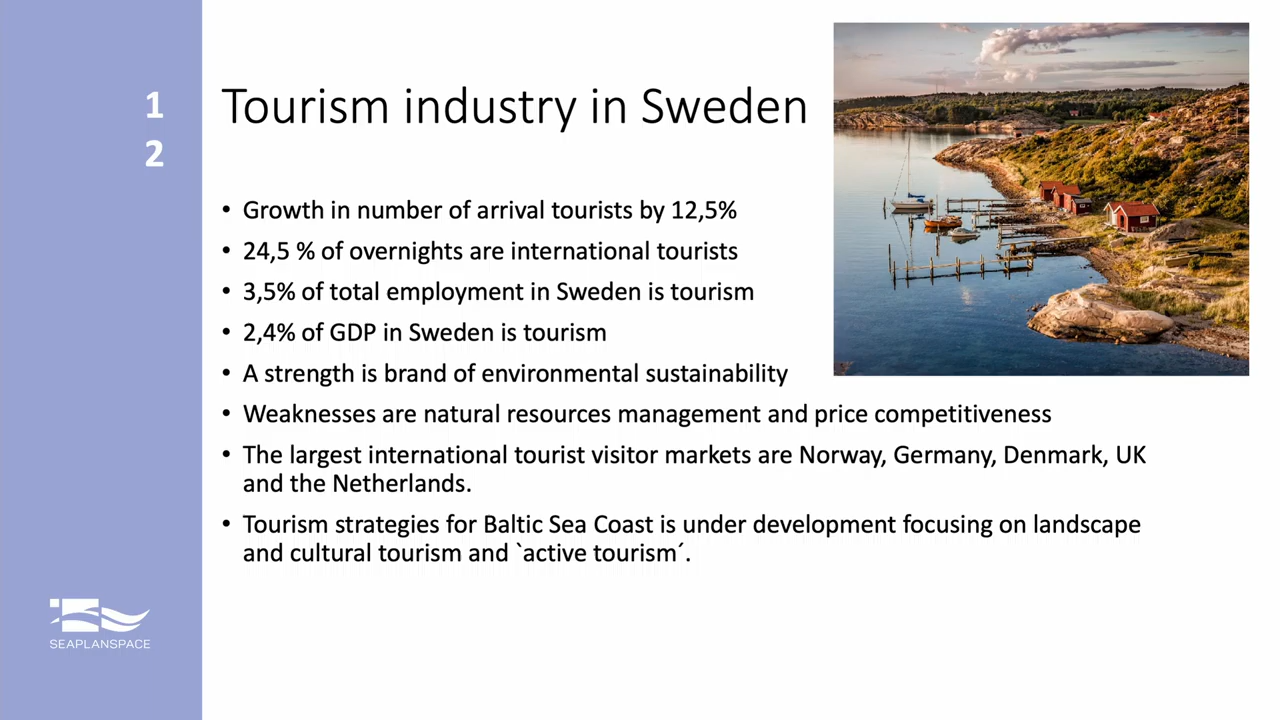 1
2
Tourism industry in Sweden
• Growth in number of arrival tourists by 12,5%
• 24,5 % of overnights are international tourists
• 3,5% of total employment in Sweden is tourism
• 2,4% of GDP in Sweden is tourism
• A strength is brand of environmental sustainability
• Weaknesses are natural resources management and price competitiveness
• The largest international tourist visitor markets are Norway, Germany, Denmark, UK
and the Netherlands.
• Tourism strategies for Baltic Sea Coast is under development focusing on landscape
and cultural tourism and `active tourism´.
SEAPLANSPACE